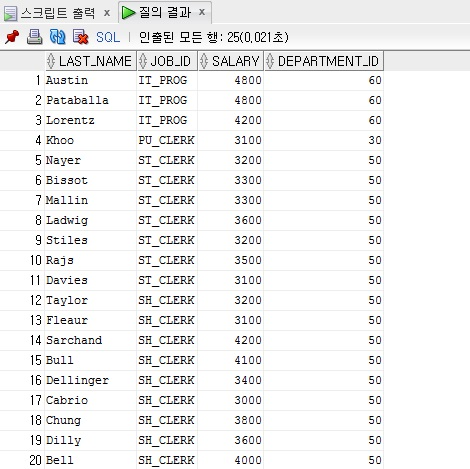 스크립트 출력 x 질의 결과 x
SQL | 인출된 모든 행: 25(0,021초)
LAST_NAME JOB_ID SALARY DEPARTMENT_ID
1 Austin IT_PROG 4800 60
2 Pataballa IT_PROG 4800 60
3 Lorentz IT_PROG 4200 60
4 Khoo PU_CLERK 3100 30
5 Nayer ST_CLERK 3200 50
6 Bissot ST_CLERK 3300 50
7 Mallin ST_CLERK 3300 50
8 Ladwig ST_CLERK 3600 50
9 Stiles ST_CLERK 3200 50
10 Rajs ST_CLERK 3500 50
11 Davies ST_CLERK 3100 50
12 Taylor SH_CLERK 3200 50
13 Fleaur SH_CLERK 3100 50
14 Sarchand SH_CLERK 4200 50
15 Bull SH_CLERK 4100 50
16 Dellinger SH_CLERK 3400 50
17 Cabrio SH_CLERK 3000 50
18 Chung SH_CLERK 3800 50
19 Dilly SH_CLERK 3600 50
20 Bell SH_CLERK 4000 50